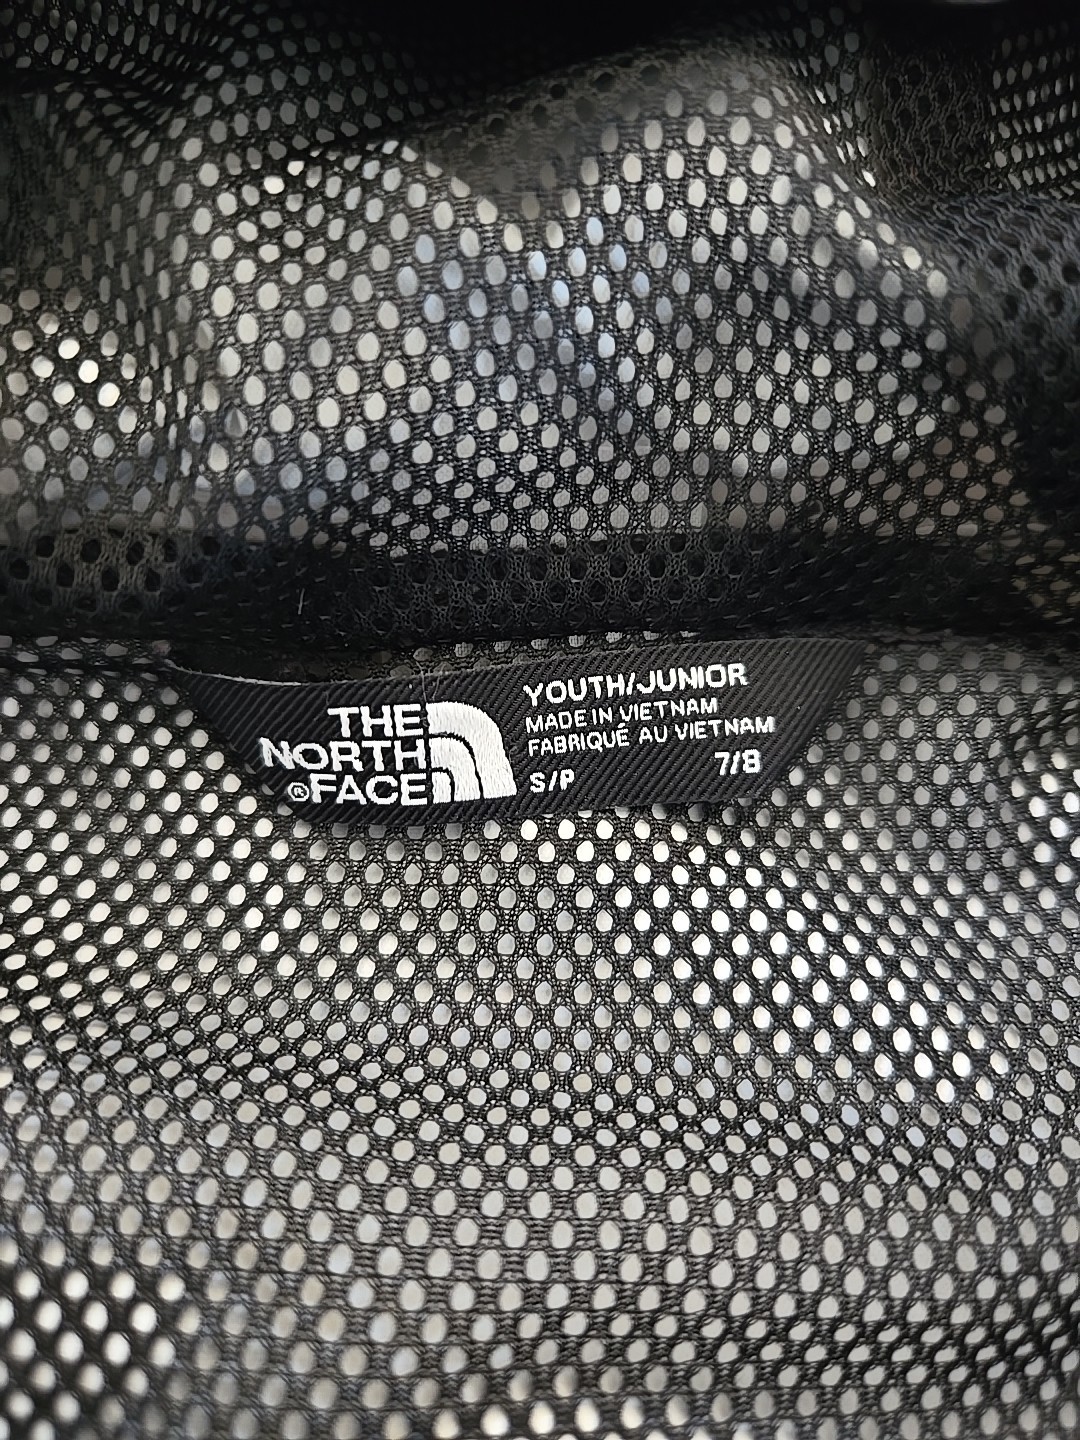 THE
NORTH
®FACE
YOUTH/JUNIOR
MADE IN VIETNAM
FABRIQUÉ AU VIETNAM
S/P 7/8